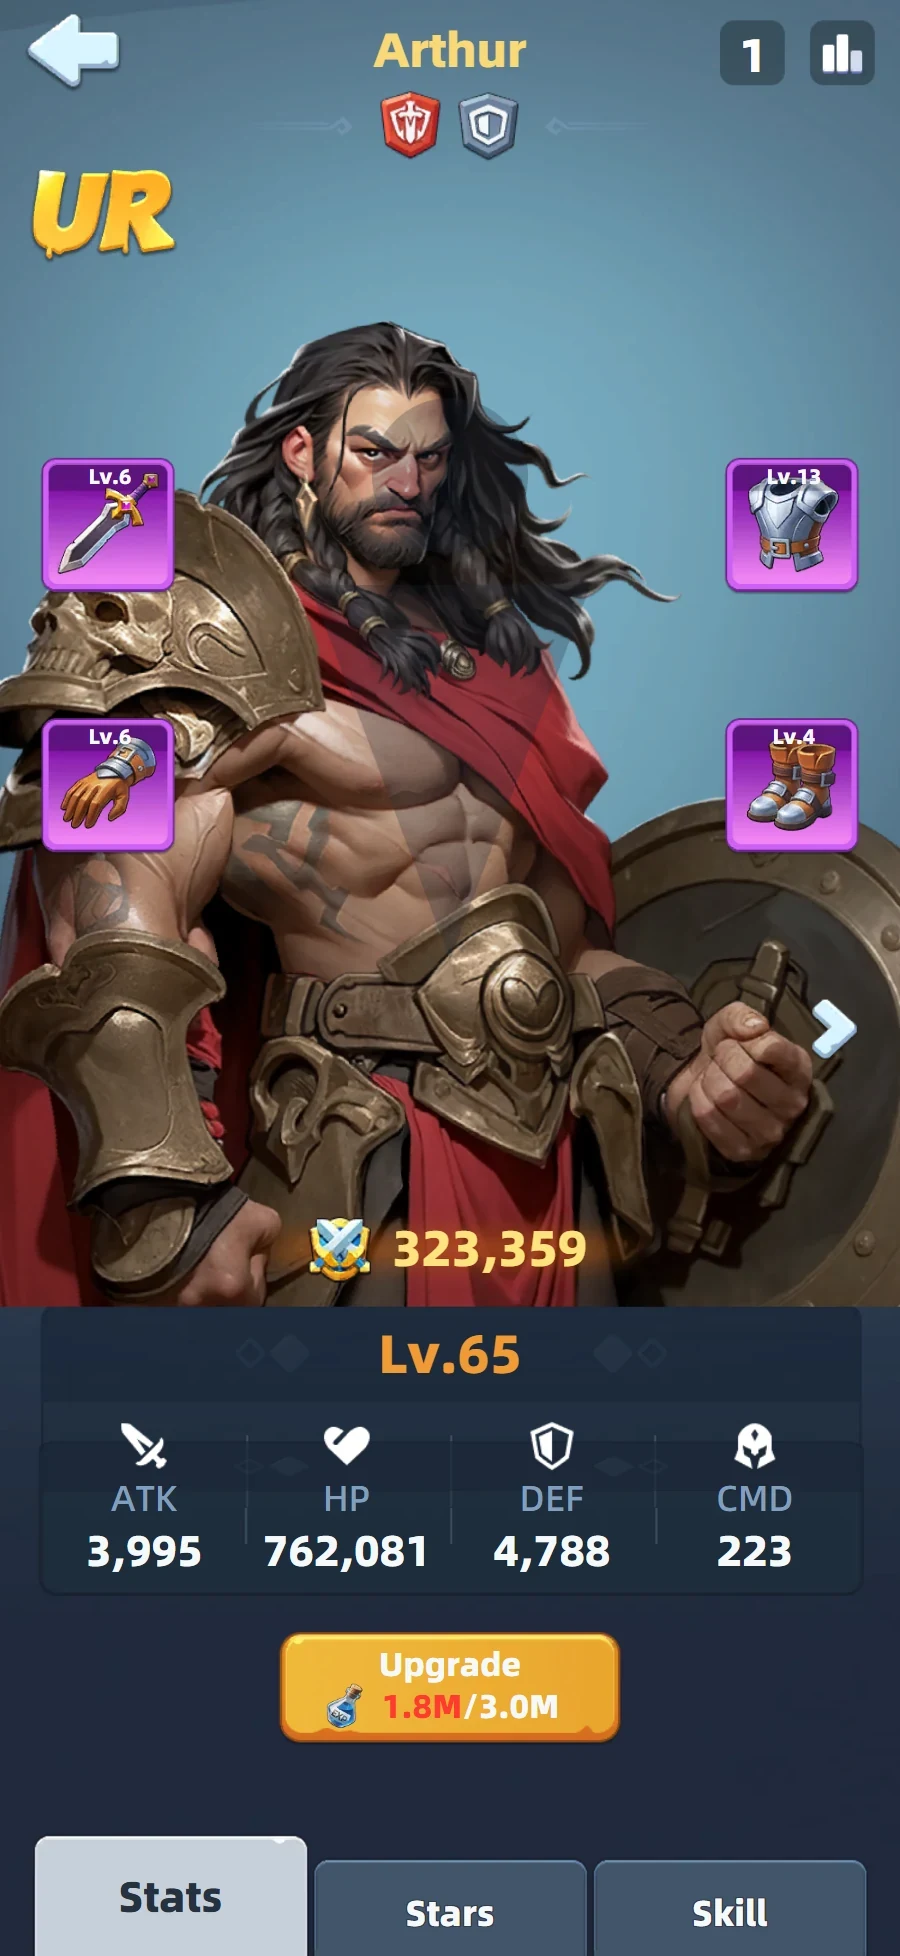 Arthur
1
UR
Lv.6
Lv.13
Lv.6
Lv.4
323,359
Lv.65
ATK
HP
DEF
CMD
3,995
762,081
4,788
223
Upgrade
EXP
1.8M/3.0M
Stats
Stars
Skill